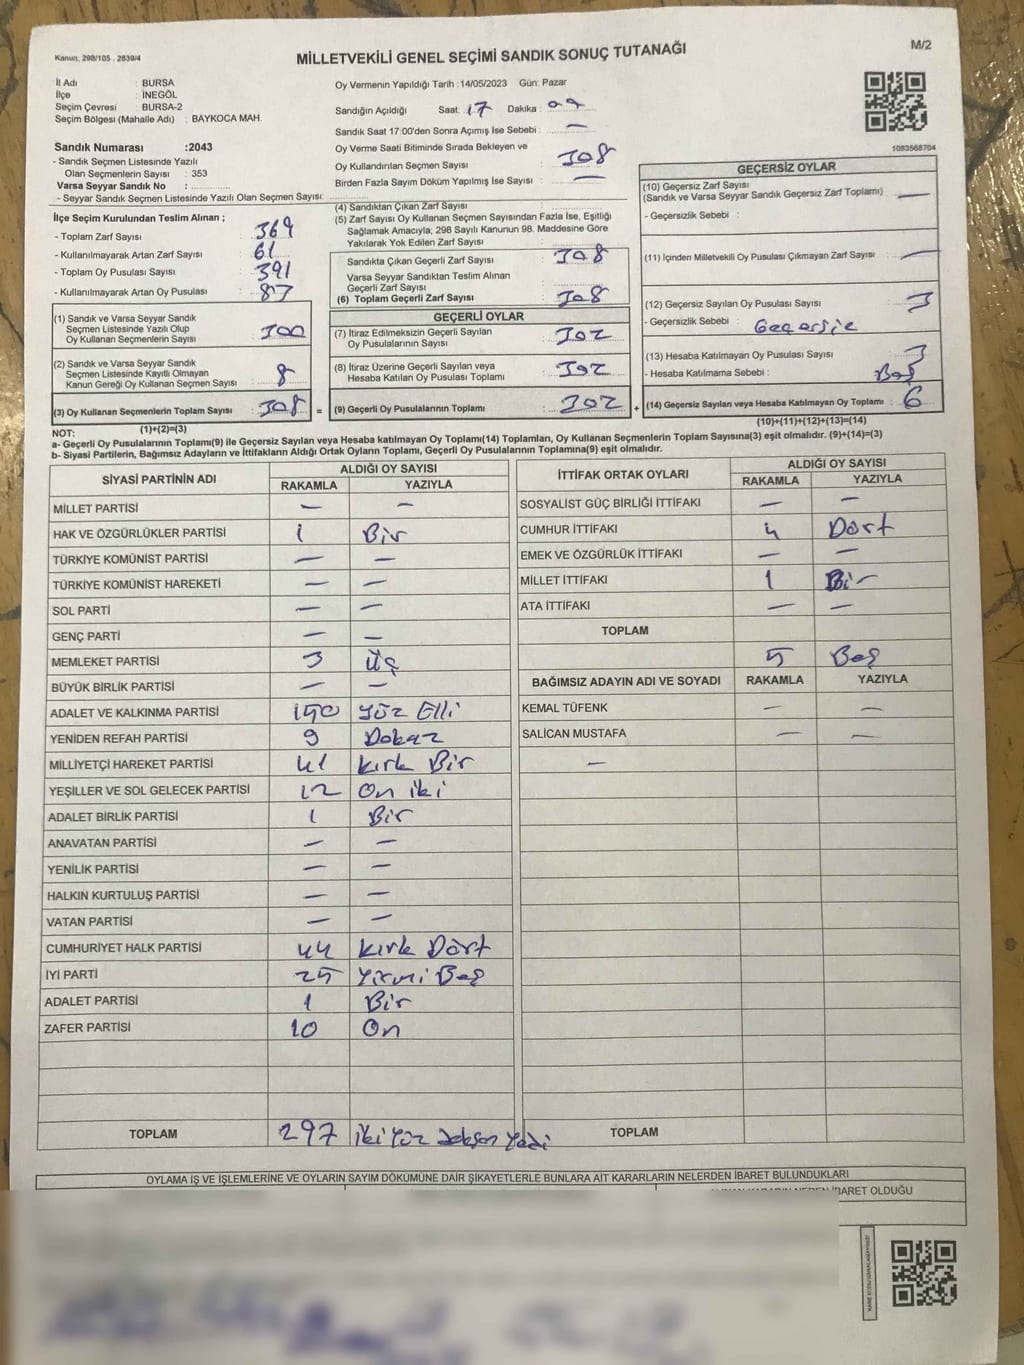 Kanun, 298/105 , 2839/4
MİLLETVEKİLİ GENEL SEÇİMİ SANDIK SONUÇ TUTANAĞI
M/2
İl Adı : BURSA
İlçe : İNEGÖL
Seçim Çevresi : BURSA-2
Seçim Bölgesi (Mahalle Adı) : BAYKOCA MAH.
Oy Vermenin Yapıldığı Tarih : 14/05/2023 Gün: Pazar
Sandığın Açıldığı Saat: 17 Dakika :
Sandık Saat 17:00'den Sonra Açımış İse Sebebi : —
Oy Verme Saati Bitiminde Sırada Bekleyen ve
Oy Kullandırılan Seçmen Sayısı : 308
Birden Fazla Sayım Döküm Yapılmış İse Sayısı : —
1083568704
Sandık Numarası :2043
- Sandık Seçmen Listesinde Yazılı
Olan Seçmenlerin Sayısı : 353
Varsa Seyyar Sandık No :
- Seyyar Sandık Seçmen Listesinde Yazılı Olan Seçmen Sayısı:
İlçe Seçim Kurulundan Teslim Alınan ;
- Toplam Zarf Sayısı : 369
- Kullanılmayarak Artan Zarf Sayısı : 61
- Toplam Oy Pusulası Sayısı : 391
- Kullanılmayarak Artan Oy Pusulası : 87
(1) Sandık ve Varsa Seyyar Sandık
Seçmen Listesinde Yazılı Olup
Oy Kullanan Seçmenlerin Sayısı : 300
(2) Sandık ve Varsa Seyyar Sandık
Seçmen Listesinde Kayıtlı Olmayan
Kanun Gereği Oy Kullanan Seçmen Sayısı : 8
(3) Oy Kullanan Seçmenlerin Toplam Sayısı : 308 =
(1)+(2)=(3)
(4) Sandıktan Çıkan Zarf Sayısı :
(5) Zarf Sayısı Oy Kullanan Seçmen Sayısından Fazla İse, Eşitliği
Sağlamak Amacıyla; 298 Sayılı Kanunun 98. Maddesine Göre
Yakılarak Yok Edilen Zarf Sayısı :
Sandıkta Çıkan Geçerli Zarf Sayısı : 308
Varsa Seyyar Sandıktan Teslim Alınan
Geçerli Zarf Sayısı :
(6) Toplam Geçerli Zarf Sayısı : 308
GEÇERLİ OYLAR
(7) İtiraz Edilmeksizin Geçerli Sayılan
Oy Pusulalarının Sayısı : 302
(8) İtiraz Üzerine Geçerli Sayılan veya
Hesaba Katılan Oy Pusulaları Toplamı : 302
(9) Geçerli Oy Pusulalarının Toplamı : 302 +
GEÇERSİZ OYLAR
(10) Geçersiz Zarf Sayısı
(Sandık ve Varsa Seyyar Sandık Geçersiz Zarf Toplamı) : —
- Geçersizlik Sebebi :
(11) İçinden Milletvekili Oy Pusulası Çıkmayan Zarf Sayısı : —
(12) Geçersiz Sayılan Oy Pusulası Sayısı : 3
- Geçersizlik Sebebi :
(13) Hesaba Katılmayan Oy Pusulası Sayısı : 3
- Hesaba Katılmama Sebebi : Boş
(14) Geçersiz Sayılan veya Hesaba Katılmayan Oy Toplamı : 6
(10)+(11)+(12)+(13)=(14)
NOT:
a- Geçerli Oy Pusulalarının Toplamı(9) ile Geçersiz Sayılan veya Hesaba katılmayan Oy Toplamı(14) Toplamları, Oy Kullanan Seçmenlerin Toplam Sayısına(3) eşit olmalıdır. (9)+(14)=(3)
b- Siyasi Partilerin, Bağımsız Adayların ve İttifakların Aldığı Ortak Oyların Toplamı, Geçerli Oy Pusulalarının Toplamına(9) eşit olmalıdır.
SİYASİ PARTİNİN ADI ALDIĞI OY SAYISI
RAKAMLA YAZIYLA
MİLLET PARTİSİ — —
HAK VE ÖZGÜRLÜKLER PARTİSİ 1 Bir
TÜRKİYE KOMÜNİST PARTİSİ — —
TÜRKİYE KOMÜNİST HAREKETİ — —
SOL PARTİ — —
GENÇ PARTİ — —
MEMLEKET PARTİSİ 3 Üç
BÜYÜK BİRLİK PARTİSİ — —
ADALET VE KALKINMA PARTİSİ 150 Yüz Elli
YENİDEN REFAH PARTİSİ 9 Dokuz
MİLLİYETÇİ HAREKET PARTİSİ 41 Kırk Bir
YEŞİLLER VE SOL GELECEK PARTİSİ 12 On iki
ADALET BİRLİK PARTİSİ 1 Bir
ANAVATAN PARTİSİ — —
YENİLİK PARTİSİ — —
HALKIN KURTULUŞ PARTİSİ — —
VATAN PARTİSİ — —
CUMHURİYET HALK PARTİSİ 44 Kırk Dört
İYİ PARTİ 25 Yirmi Beş
ADALET PARTİSİ 1 Bir
ZAFER PARTİSİ 10 On
TOPLAM 297 iki Yüz Yedi
İTTİFAK ORTAK OYLARI ALDIĞI OY SAYISI
RAKAMLA YAZIYLA
SOSYALİST GÜÇ BİRLİĞİ İTTİFAKI — —
CUMHUR İTTİFAKI 4 Dört
EMEK VE ÖZGÜRLÜK İTTİFAKI — —
MİLLET İTTİFAKI 1 Bir
ATA İTTİFAKI — —
TOPLAM
5 Beş
BAĞIMSIZ ADAYIN ADI VE SOYADI RAKAMLA YAZIYLA
KEMAL TÜFENK — —
SALİCAN MUSTAFA — —
—
TOPLAM
OYLAMA İŞ VE İŞLEMLERİNE VE OYLARIN SAYIM DÖKÜMÜNE DAİR ŞİKAYETLERLE BUNLARA AİT KARARLARIN NELERDEN İBARET BULUNDUKLARI
İBARET OLDUĞU